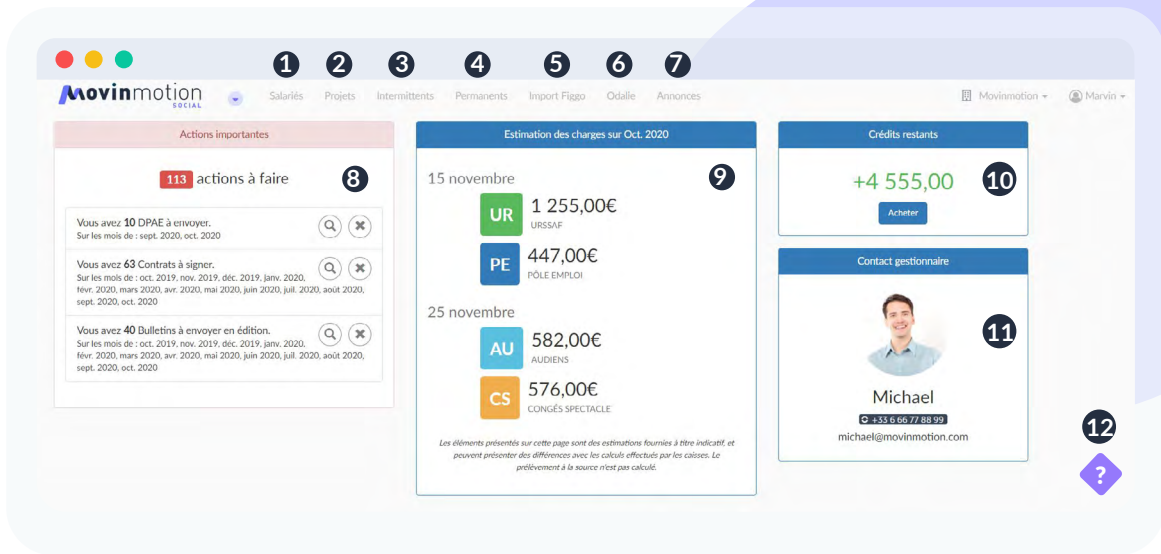 1 2 3 4 5 6 7
Movinmotion
SOCIAL
Salariés Projets Intermittents Permanents Import Figgo Odalie Annonces
Movinmotion
Marvin
Actions importantes
113 actions à faire
8
Vous avez 10 DPAE à envoyer.
Sur les mois de : sept. 2020, oct. 2020
Vous avez 63 Contrats à signer.
Sur les mois de : oct. 2019, nov. 2019, déc. 2019, janv. 2020,
févr. 2020, mars 2020, avr. 2020, mai 2020, juin 2020, juil. 2020, août 2020,
sept. 2020, oct. 2020
Vous avez 40 Bulletins à envoyer en édition.
Sur les mois de : oct. 2019, nov. 2019, déc. 2019, janv. 2020,
févr. 2020, mars 2020, avr. 2020, mai 2020, juin 2020, juil. 2020, août 2020,
sept. 2020, oct. 2020
Estimation des charges sur Oct. 2020
9
15 novembre
UR 1 255,00€
URSSAF
PE 447,00€
PÔLE EMPLOI
25 novembre
AU 582,00€
AUDIENS
CS 576,00€
CONGÉS SPECTACLE
Les éléments présentés sur cette page sont des estimations fournies à titre indicatif, et
peuvent présenter des différences avec les calculs effectués par les caisses. Le
prélèvement à la source n'est pas calculé.
Crédits restants
+4 555,00
10
Acheter
Contact gestionnaire
11
Michael
+33 6 66 77 88 99
michael@movinmotion.com
12
?